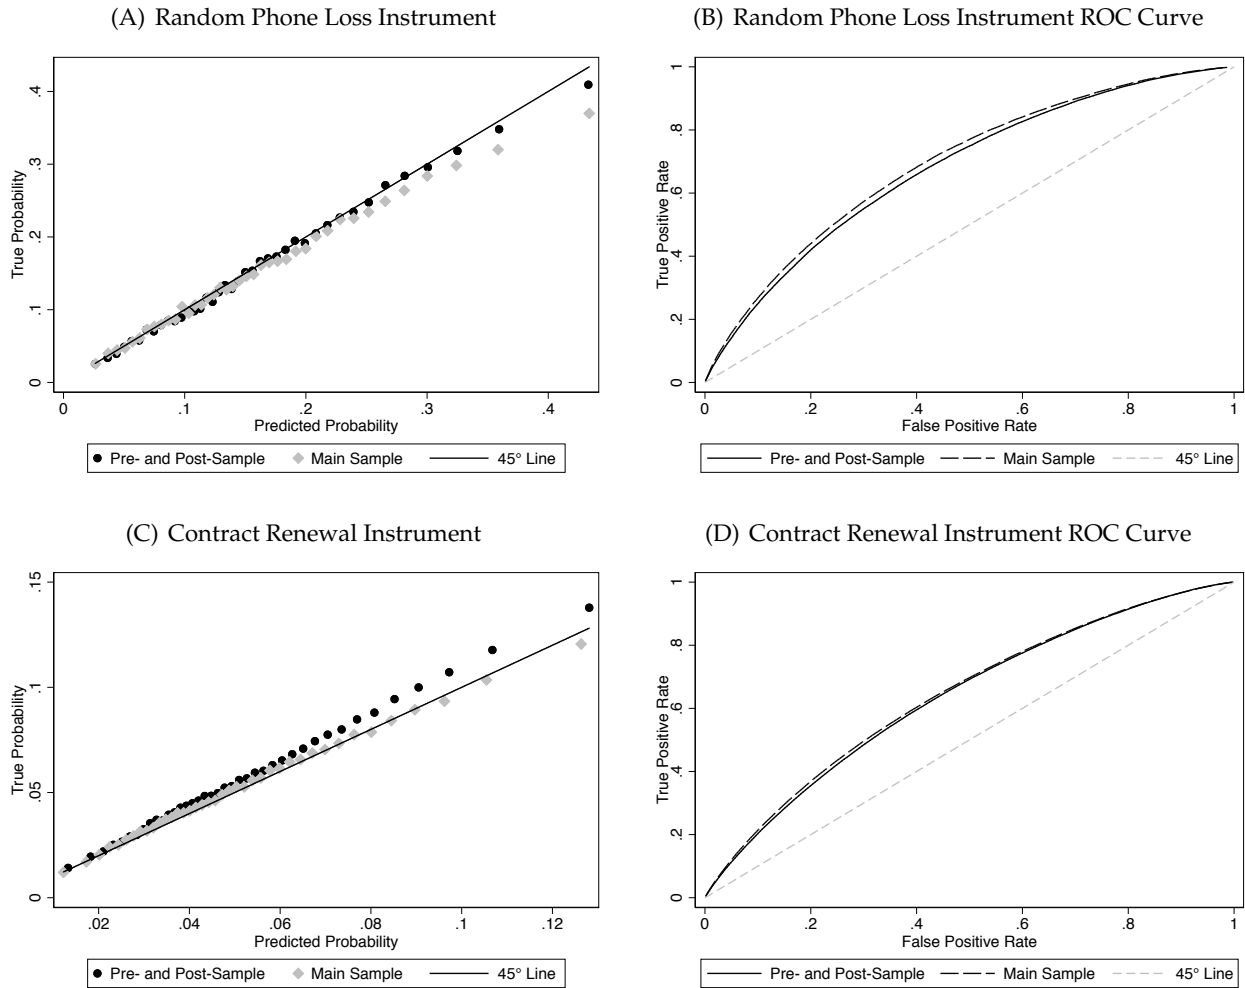 (A) Random Phone Loss Instrument
(B) Random Phone Loss Instrument ROC Curve
True Probability
.4
.3
.2
.1
0
0 .1 .2 .3 .4
Predicted Probability
Pre- and Post-Sample Main Sample 45° Line
True Positive Rate
1
.8
.6
.4
.2
0
0 .2 .4 .6 .8 1
False Positive Rate
Pre- and Post-Sample Main Sample 45° Line
(C) Contract Renewal Instrument
(D) Contract Renewal Instrument ROC Curve
True Probability
.15
.1
.05
0
.02 .04 .06 .08 .1 .12
Predicted Probability
Pre- and Post-Sample Main Sample 45° Line
True Positive Rate
1
.8
.6
.4
.2
0
0 .2 .4 .6 .8 1
False Positive Rate
Pre- and Post-Sample Main Sample 45° Line